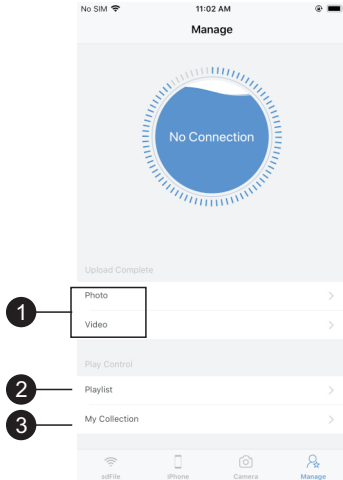 No SIM 11:02 AM
Manage
No Connection
Upload Complete
1
Photo
Video
Play Control
2 Playlist
3 My Collection
sdFile iPhone Camera Manage